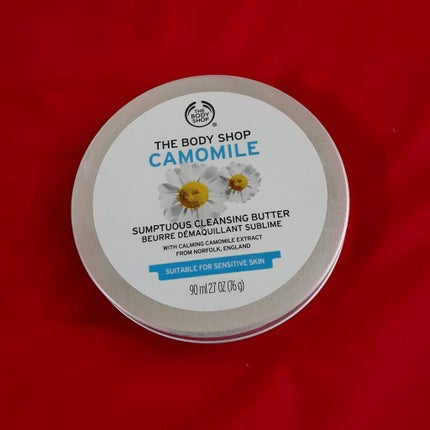 THE
BODY
SHOP
®
THE BODY SHOP
CAMOMILE
SUMPTUOUS CLEANSING BUTTER
BEURRE DÉMAQUILLANT SUBLIME
WITH CALMING CAMOMILE EXTRACT
FROM NORFOLK, ENGLAND
SUITABLE FOR SENSITIVE SKIN
90 ml 2.7 OZ (76 g)